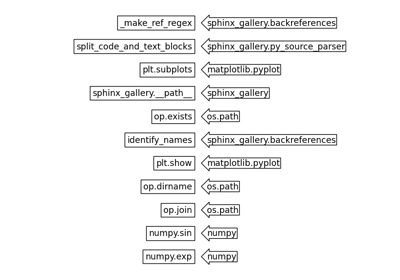 _make_ref_regex sphinx_gallery.backreferences
split_code_and_text_blocks sphinx_gallery.py_source_parser
plt.subplots matplotlib.pyplot
sphinx_gallery.__path__ sphinx_gallery
op.exists os.path
identify_names sphinx_gallery.backreferences
plt.show matplotlib.pyplot
op.dirname os.path
op.join os.path
numpy.sin numpy
numpy.exp numpy